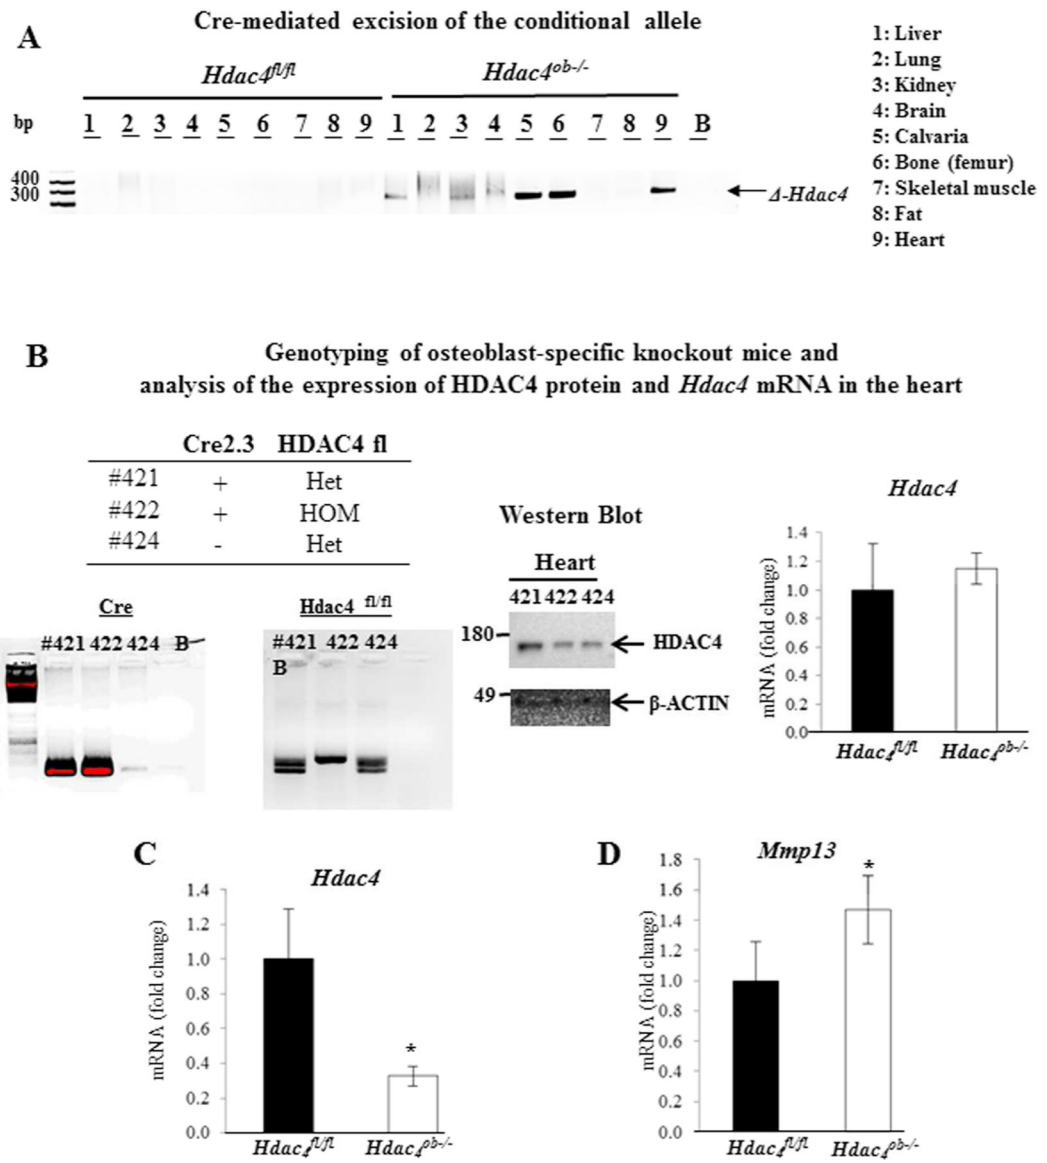 A
Cre-mediated excision of the conditional allele
Hdac4fl/fl
Hdac4ob-/-
bp
1 2 3 4 5 6 7 8 9 1 2 3 4 5 6 7 8 9 B
400
300
Δ-Hdac4
1: Liver
2: Lung
3: Kidney
4: Brain
5: Calvaria
6: Bone (femur)
7: Skeletal muscle
8: Fat
9: Heart
B
Genotyping of osteoblast-specific knockout mice and
analysis of the expression of HDAC4 protein and Hdac4 mRNA in the heart
Cre2.3 HDAC4 fl
#421 + Het
#422 + HOM
#424 - Het
Cre
#421 422 424 B
Hdac4 fl/fl
#421 422 424
B
Western Blot
Heart
421 422 424
180
HDAC4
49
β-ACTIN
Hdac4
mRNA (fold change)
1.4
1.2
1.0
0.8
0.6
0.4
0.2
0.0
Hdac4fl/fl Hdac4ob-/-
C
Hdac4
mRNA (fold change)
1.4
1.2
1.0
0.8
0.6
0.4
0.2
0.0
*
Hdac4fl/fl Hdac4ob-/-
D
Mmp13
mRNA (fold change)
1.8
1.6
1.4
1.2
1.0
0.8
0.6
0.4
0.2
0.0
*
Hdac4fl/fl Hdac4ob-/-